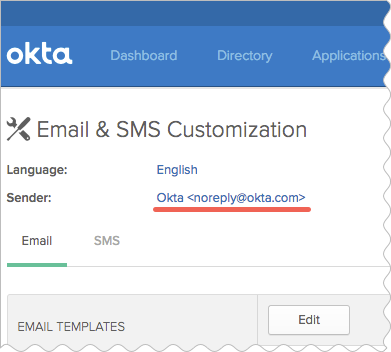 okta
Dashboard Directory Applications
Email & SMS Customization
Language: English
Sender: Okta <noreply@okta.com>
Email SMS
EMAIL TEMPLATES Edit